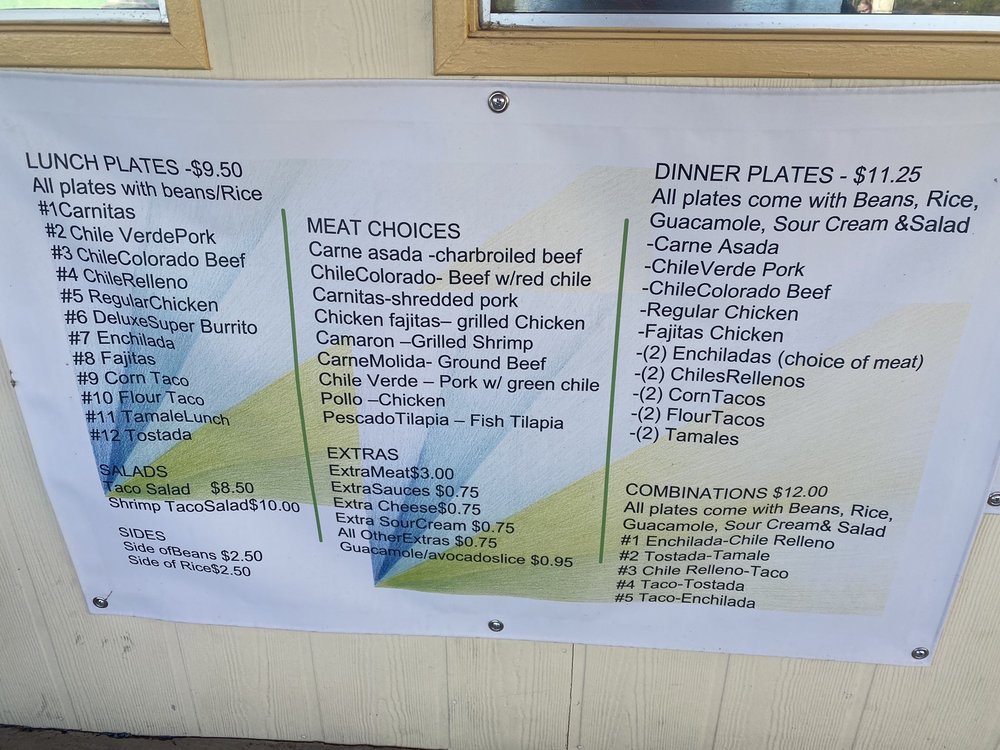 LUNCH PLATES -$9.50
All plates with beans/Rice
#1Carnitas
#2 Chile VerdePork
#3 ChileColorado Beef
#4 ChileRelleno
#5 RegularChicken
#6 DeluxeSuper Burrito
#7 Enchilada
#8 Fajitas
#9 Corn Taco
#10 Flour Taco
#11 TamaleLunch
#12 Tostada
SALADS
Taco Salad $8.50
Shrimp TacoSalad$10.00
SIDES
Side ofBeans $2.50
Side of Rice$2.50
MEAT CHOICES
Carne asada -charbroiled beef
ChileColorado- Beef w/red chile
Carnitas-shredded pork
Chicken fajitas– grilled Chicken
Camaron –Grilled Shrimp
CarneMolida- Ground Beef
Chile Verde – Pork w/ green chile
Pollo –Chicken
PescadoTilapia – Fish Tilapia
EXTRAS
ExtraMeat$3.00
ExtraSauces $0.75
Extra Cheese$0.75
Extra SourCream $0.75
All OtherExtras $0.75
Guacamole/avocadoslice $0.95
DINNER PLATES - $11.25
All plates come with Beans, Rice,
Guacamole, Sour Cream &Salad
-Carne Asada
-ChileVerde Pork
-ChileColorado Beef
-Regular Chicken
-Fajitas Chicken
-(2) Enchiladas (choice of meat)
-(2) ChilesRellenos
-(2) CornTacos
-(2) FlourTacos
-(2) Tamales
COMBINATIONS $12.00
All plates come with Beans, Rice,
Guacamole, Sour Cream& Salad
#1 Enchilada-Chile Relleno
#2 Tostada-Tamale
#3 Chile Relleno-Taco
#4 Taco-Tostada
#5 Taco-Enchilada